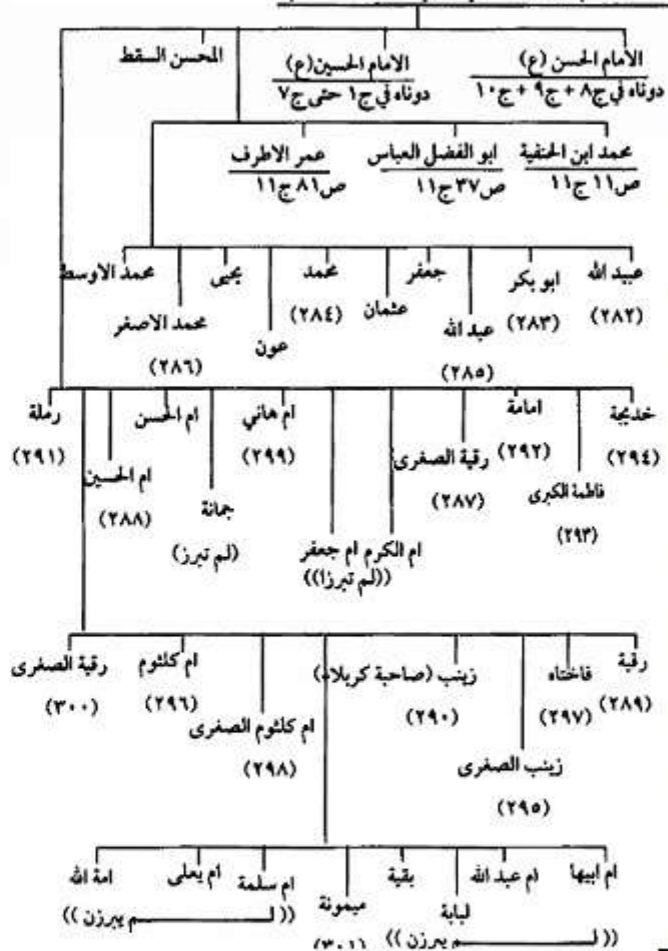 الامام الحسن (ع)
دوناه في ج٨ + ج٩ + ج١٠
الامام الحسين (ع)
دوناه في ج١ حتى ج٧
المحسن السقط
محمد ابن الحنفية
ص١١ ج١١
ابو الفضل العباس
ص٣٧ ج١١
عمر الاطرف
ص٨١ ج١١
عبيد الله
(٢٨٢)
ابو بكر
(٢٨٣)
عبد الله
(٢٨٥)
جعفر
عثمان
محمد
(٢٨٤)
عون
يحيى
محمد الاصغر
(٢٨٦)
محمد الاوسط
خديجة
(٢٩٤)
فاطمة الكبرى
(٢٩٣)
امامة
(٢٩٢)
رقية الصغرى
(٢٨٧)
ام الكرم ام جعفر
((لم تبرزا))
ام هاني
(٢٩٩)
جمانة
(لم تبرز)
ام الحسن
ام الحسين
(٢٨٨)
رملة
(٢٩١)
رقية
(٢٨٩)
فاختاه
(٢٩٧)
زينب الصغرى
(٢٩٥)
زينب (صاحبة كربلاء)
(٢٩٠)
ام كلثوم الصغرى
(٢٩٨)
ام كلثوم
(٢٩٦)
رقية الصغرى
(٣٠٠)
ام ابيها
ام عبد الله
لبابة
بقية
((لم يبرزن))
ميمونة
(٣٠١)
ام سلمة
ام يعلى
امة الله
((لم يبرزن))